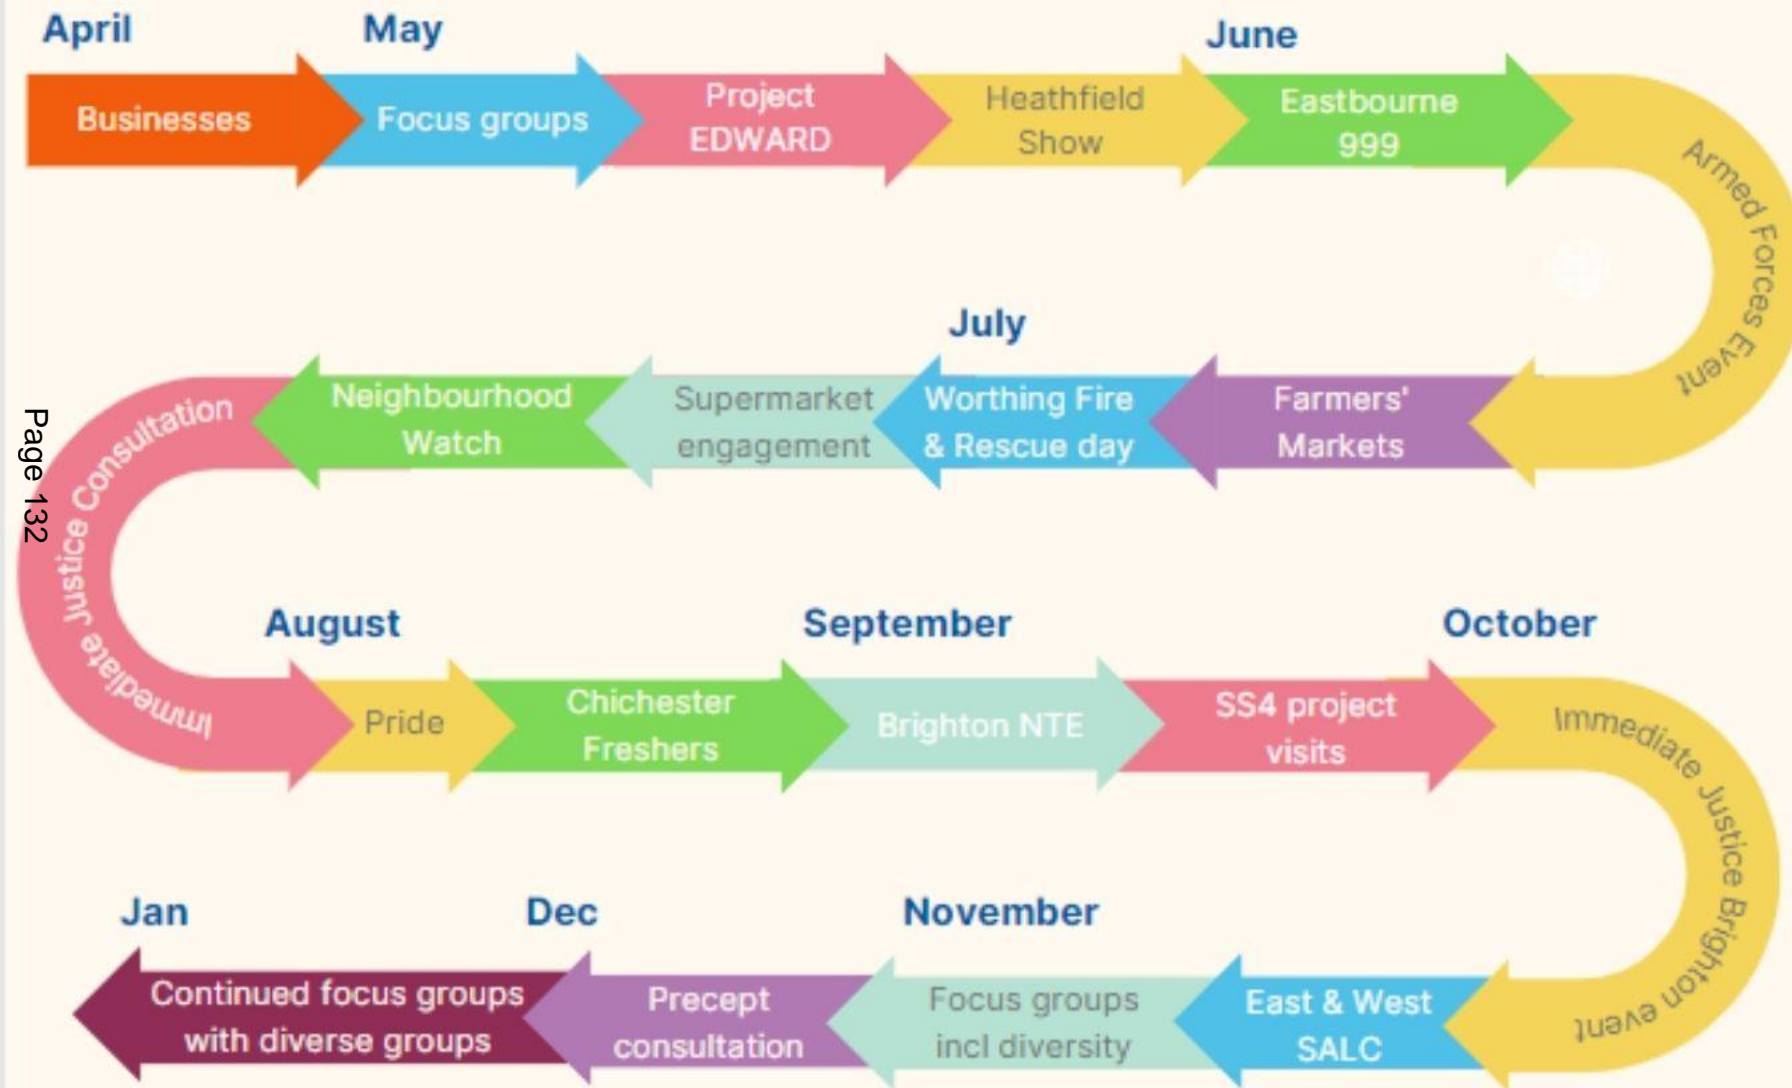 April
May
June
Businesses
Focus groups
Project
EDWARD
Heathfield
Show
Eastbourne
999
Armed Forces Event
July
Farmers'
Markets
Worthing Fire
& Rescue day
Supermarket
engagement
Neighbourhood
Watch
Immediate Justice Consultation
Page 132
August
September
October
Pride
Chichester
Freshers
Brighton NTE
SS4 project
visits
Immediate Justice Brighton event
Jan
Dec
November
East & West
SALC
Focus groups
incl diversity
Precept
consultation
Continued focus groups
with diverse groups